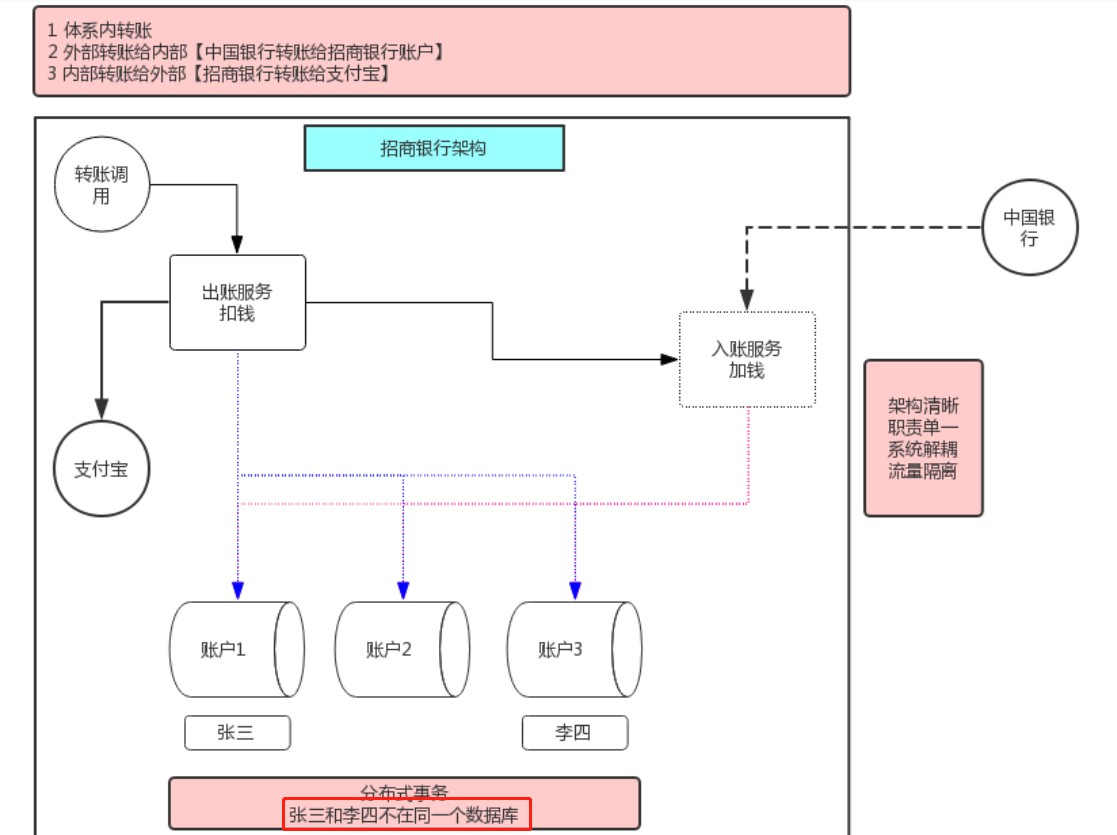 1 体系内转账
2 外部转账给内部【中国银行转账给招商银行账户】
3 内部转账给外部【招商银行转账给支付宝】
招商银行架构
转账调
用
中国银
行
出账服务
扣钱
入账服务
加钱
架构清晰
职责单一
系统解耦
流量隔离
支付宝
账户1
账户2
账户3
张三
李四
分布式事务
张三和李四不在同一个数据库